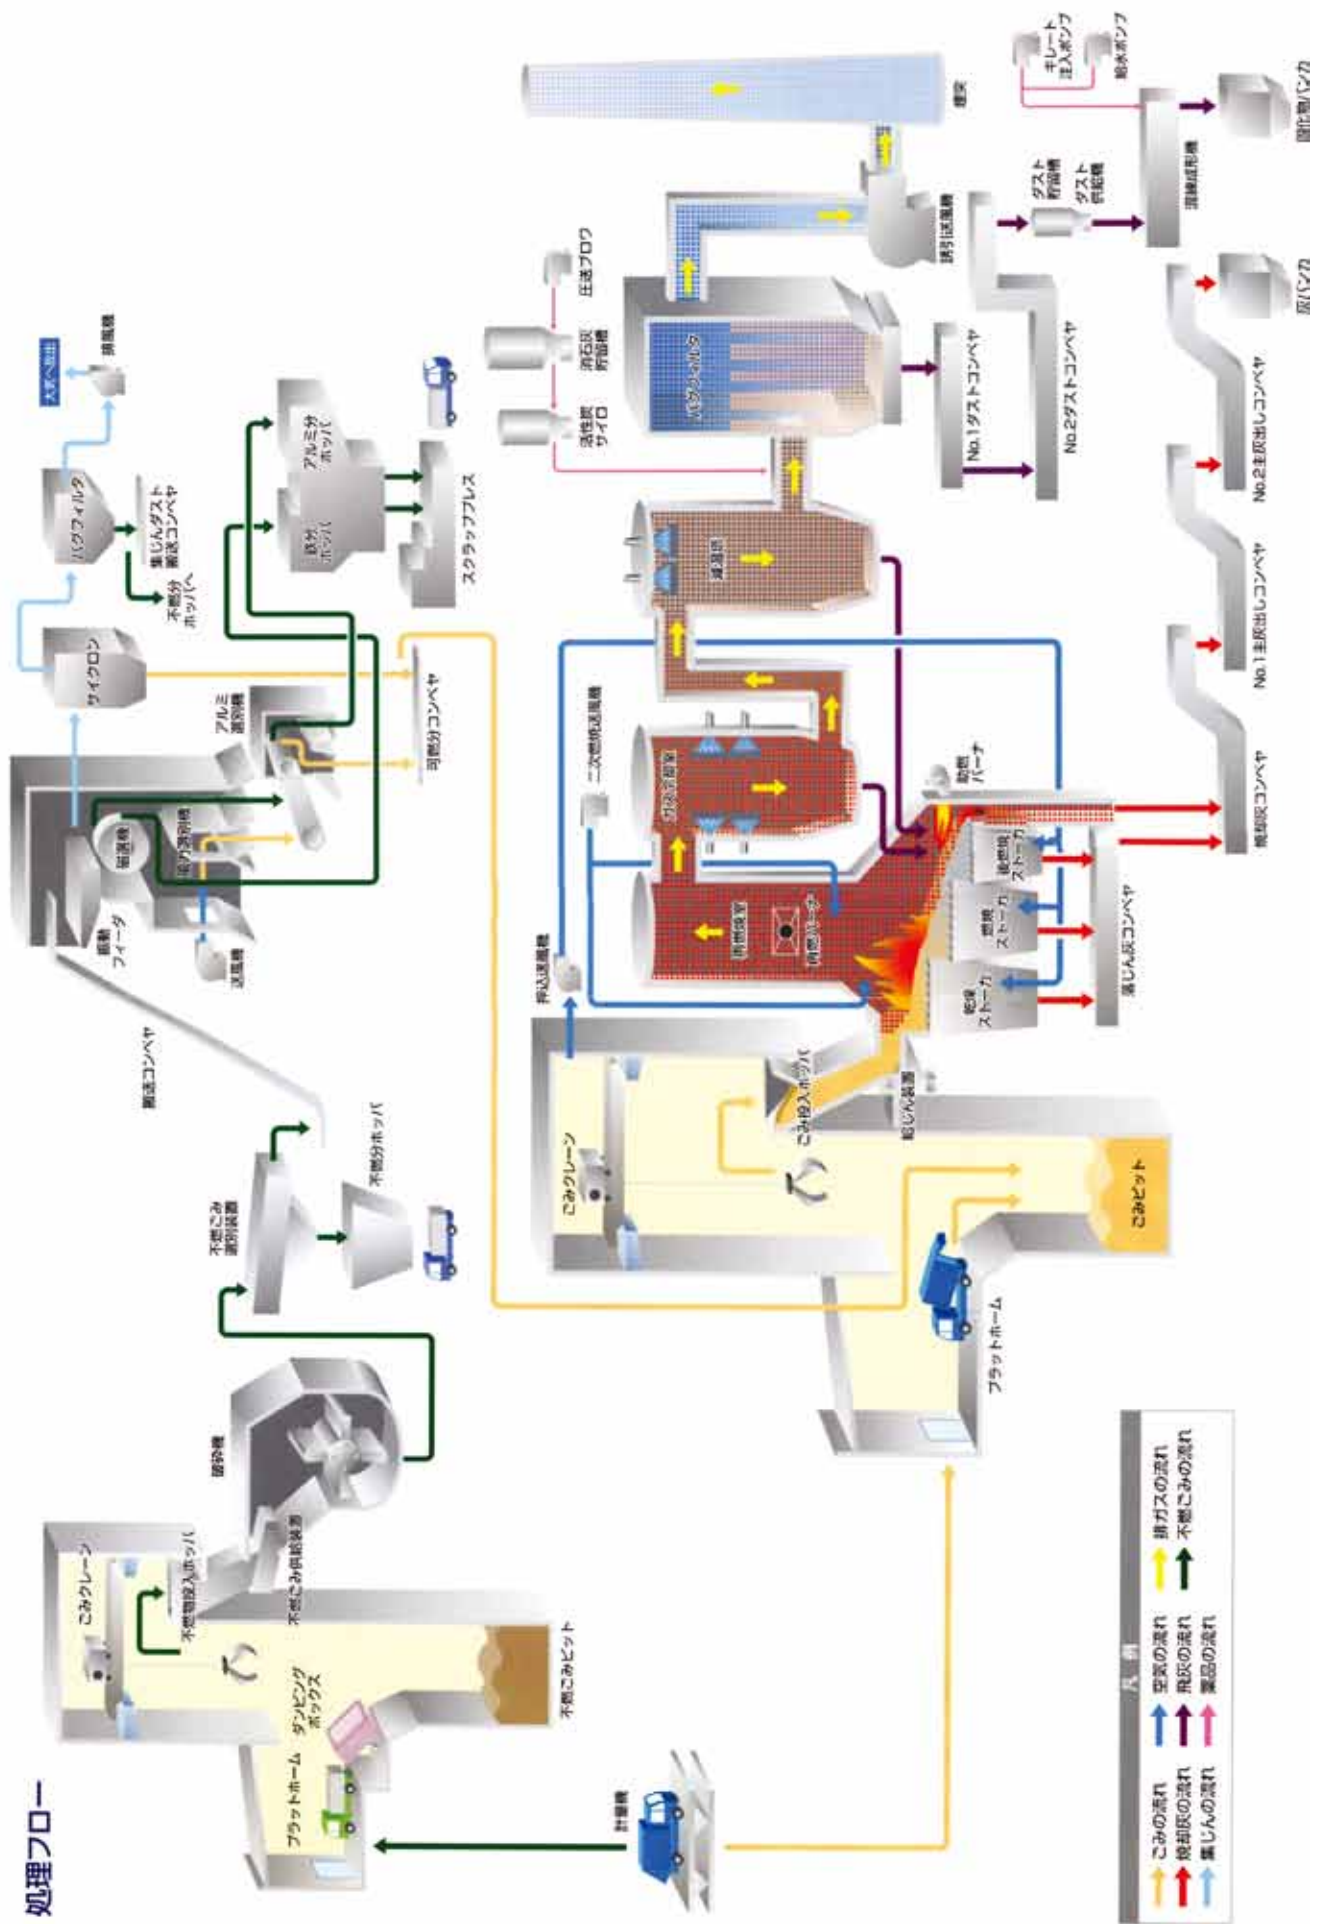 処理フロー
ごみクレーン
不燃物投入ホッパ
不燃ごみ供給装置
プラットホーム
ダンピング
ボックス
不燃ごみピット
計量機
破砕機
不燃ごみ
選別装置
不燃分ホッパ
搬送コンベヤ
振動
フィーダ
磁選機
風力選別機
送風機
アルミ
選別機
可燃分コンベヤ
サイクロン
バグフィルタ
集じんダスト
搬送コンベヤ
不燃分
ホッパへ
大気へ放出
排風機
鉄分
ホッパ
アルミ分
ホッパ
スクラッププレス
プラットホーム
ごみピット
ごみクレーン
ごみ投入ホッパ
給じん装置
押込送風機
二次燃焼送風機
再燃焼室
再燃バーナ
ガス冷却室
減温塔
助燃
バーナ
乾燥
ストーカ
燃焼
ストーカ
後燃焼
ストーカ
落じん灰コンベヤ
焼却灰コンベヤ
No.1主灰出しコンベヤ
No.2主灰出しコンベヤ
灰バンカ
活性炭
サイロ
消石灰
貯留槽
圧送ブロワ
バグフィルタ
No.1ダストコンベヤ
No.2ダストコンベヤ
誘引送風機
煙突
ダスト
貯留槽
ダスト
供給機
キレート
注入ポンプ
給水ポンプ
混練成形機
固化物バンカ
凡例
ごみの流れ
空気の流れ
排ガスの流れ
焼却灰の流れ
飛灰の流れ
不燃ごみの流れ
集じんの流れ
薬品の流れ